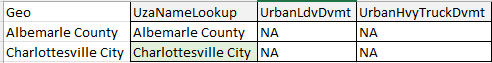 Geo UzaNameLookup UrbanLdvDvmt UrbanHvyTruckDvmt
Albemarle County Albemarle County NA NA
Charlottesville City Charlottesville City NA NA